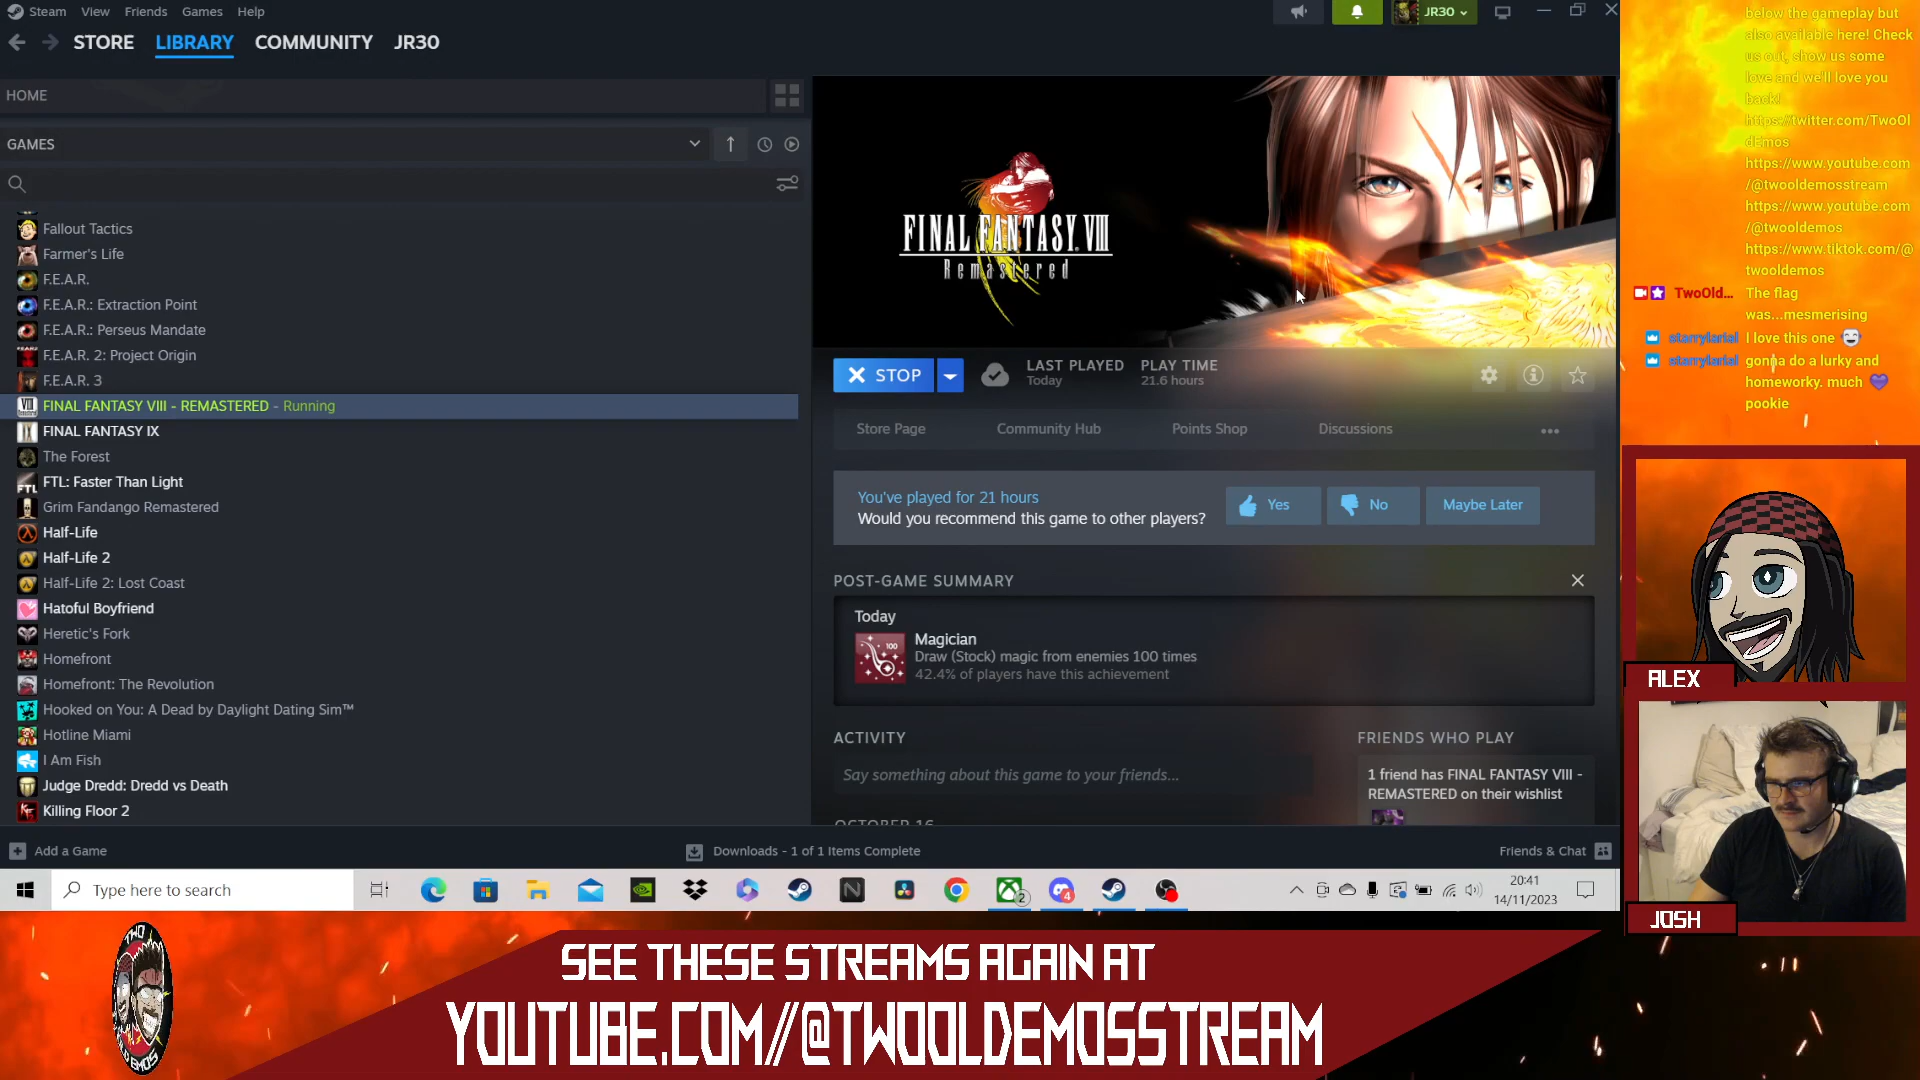 Steam View Friends Games Help
JR30
STORE LIBRARY COMMUNITY JR30
HOME
GAMES
Fallout Tactics
Farmer's Life
F.E.A.R.
F.E.A.R.: Extraction Point
F.E.A.R.: Perseus Mandate
F.E.A.R. 2: Project Origin
F.E.A.R. 3
FINAL FANTASY VIII - REMASTERED - Running
FINAL FANTASY IX
The Forest
FTL: Faster Than Light
Grim Fandango Remastered
Half-Life
Half-Life 2
Half-Life 2: Lost Coast
Hatoful Boyfriend
Heretic's Fork
Homefront
Homefront: The Revolution
Hooked on You: A Dead by Daylight Dating Sim™
Hotline Miami
I Am Fish
Judge Dredd: Dredd vs Death
Killing Floor 2
Add a Game
FINAL FANTASY VIII
Remastered
STOP
LAST PLAYED
Today
PLAY TIME
21.6 hours
Store Page Community Hub Points Shop Discussions
You've played for 21 hours
Would you recommend this game to other players?
Yes No Maybe Later
POST-GAME SUMMARY
Today
Magician
Draw (Stock) magic from enemies 100 times
42.4% of players have this achievement
100
ACTIVITY
Say something about this game to your friends...
OCTOBER 16
FRIENDS WHO PLAY
1 friend has FINAL FANTASY VIII -
REMASTERED on their wishlist
Downloads - 1 of 1 Items Complete
Friends & Chat
Type here to search
2
4
20:41
14/11/2023
below the gameplay but
also available here! Check
us out, show us some
love and we'll love you
back!
https://twitter.com/TwoOl
dEmos
https://www.youtube.com
/@twooldemosstream
https://www.youtube.com
/@twooldemos
https://www.tiktok.com/@
twooldemos
TwoOld... The flag
was...mesmerising
starrylarial I love this one
starrylarial gonna do a lurky and
homeworky. much
pookie
ALEX
JOSH
TWO
OLD EMOS
SEE THESE STREAMS AGAIN AT
YOUTUBE.COM//@TWOOLDEMOSSTREAM